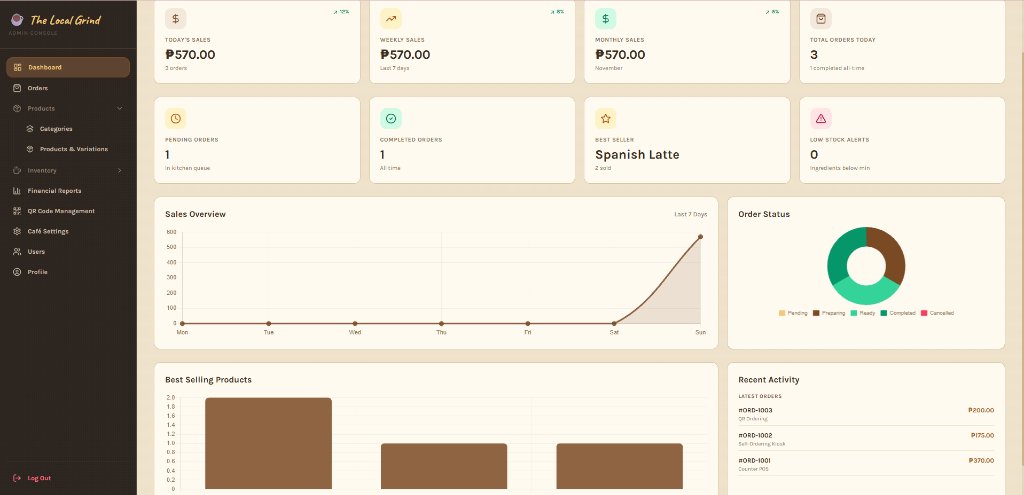 The Local Grind
ADMIN CONSOLE
Dashboard
Orders
Products
Categories
Products & Variations
Inventory
Financial Reports
QR Code Management
Café Settings
Users
Profile
Log Out
↗ 12%
TODAY'S SALES
₱570.00
3 orders
↗ 8%
WEEKLY SALES
₱570.00
Last 7 days
MONTHLY SALES
₱570.00
November
TOTAL ORDERS TODAY
3
1 completed all-time
PENDING ORDERS
1
In kitchen queue
COMPLETED ORDERS
1
All-time
BEST SELLER
Spanish Latte
2 sold
LOW STOCK ALERTS
0
Ingredients below min
Sales Overview
Last 7 Days
600
500
400
300
200
100
0
Mon Tue Wed Thu Fri Sat Sun
Order Status
Pending Preparing Ready Completed Cancelled
Best Selling Products
2.0
1.8
1.6
1.4
1.2
1.0
0.8
0.6
0.4
0.2
0
Recent Activity
LATEST ORDERS
#ORD-1003 ₱200.00
QR Ordering
#ORD-1002 ₱175.00
Self-Ordering Kiosk
#ORD-1001 ₱370.00
Counter POS